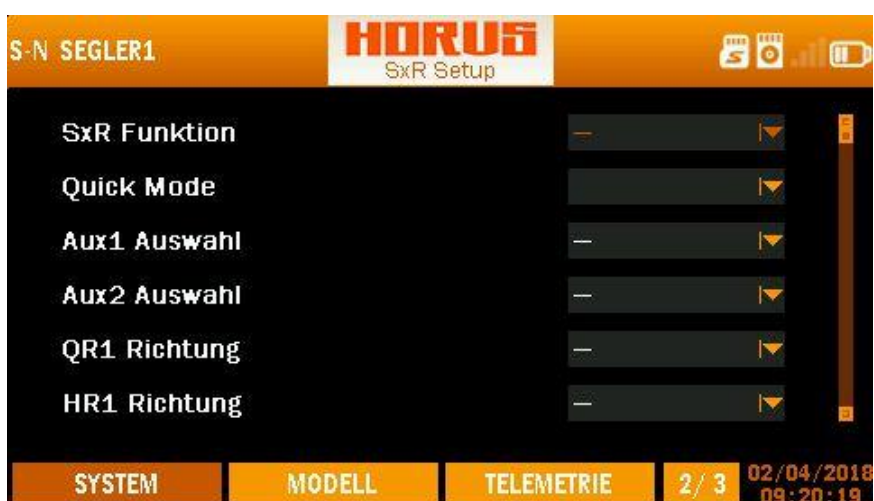 S-N SEGLER1
HORUS
SxR Setup
SxR Funktion —
Quick Mode
Aux1 Auswahl —
Aux2 Auswahl —
QR1 Richtung —
HR1 Richtung —
SYSTEM MODELL TELEMETRIE 2/3 02/04/2018
09:20:19